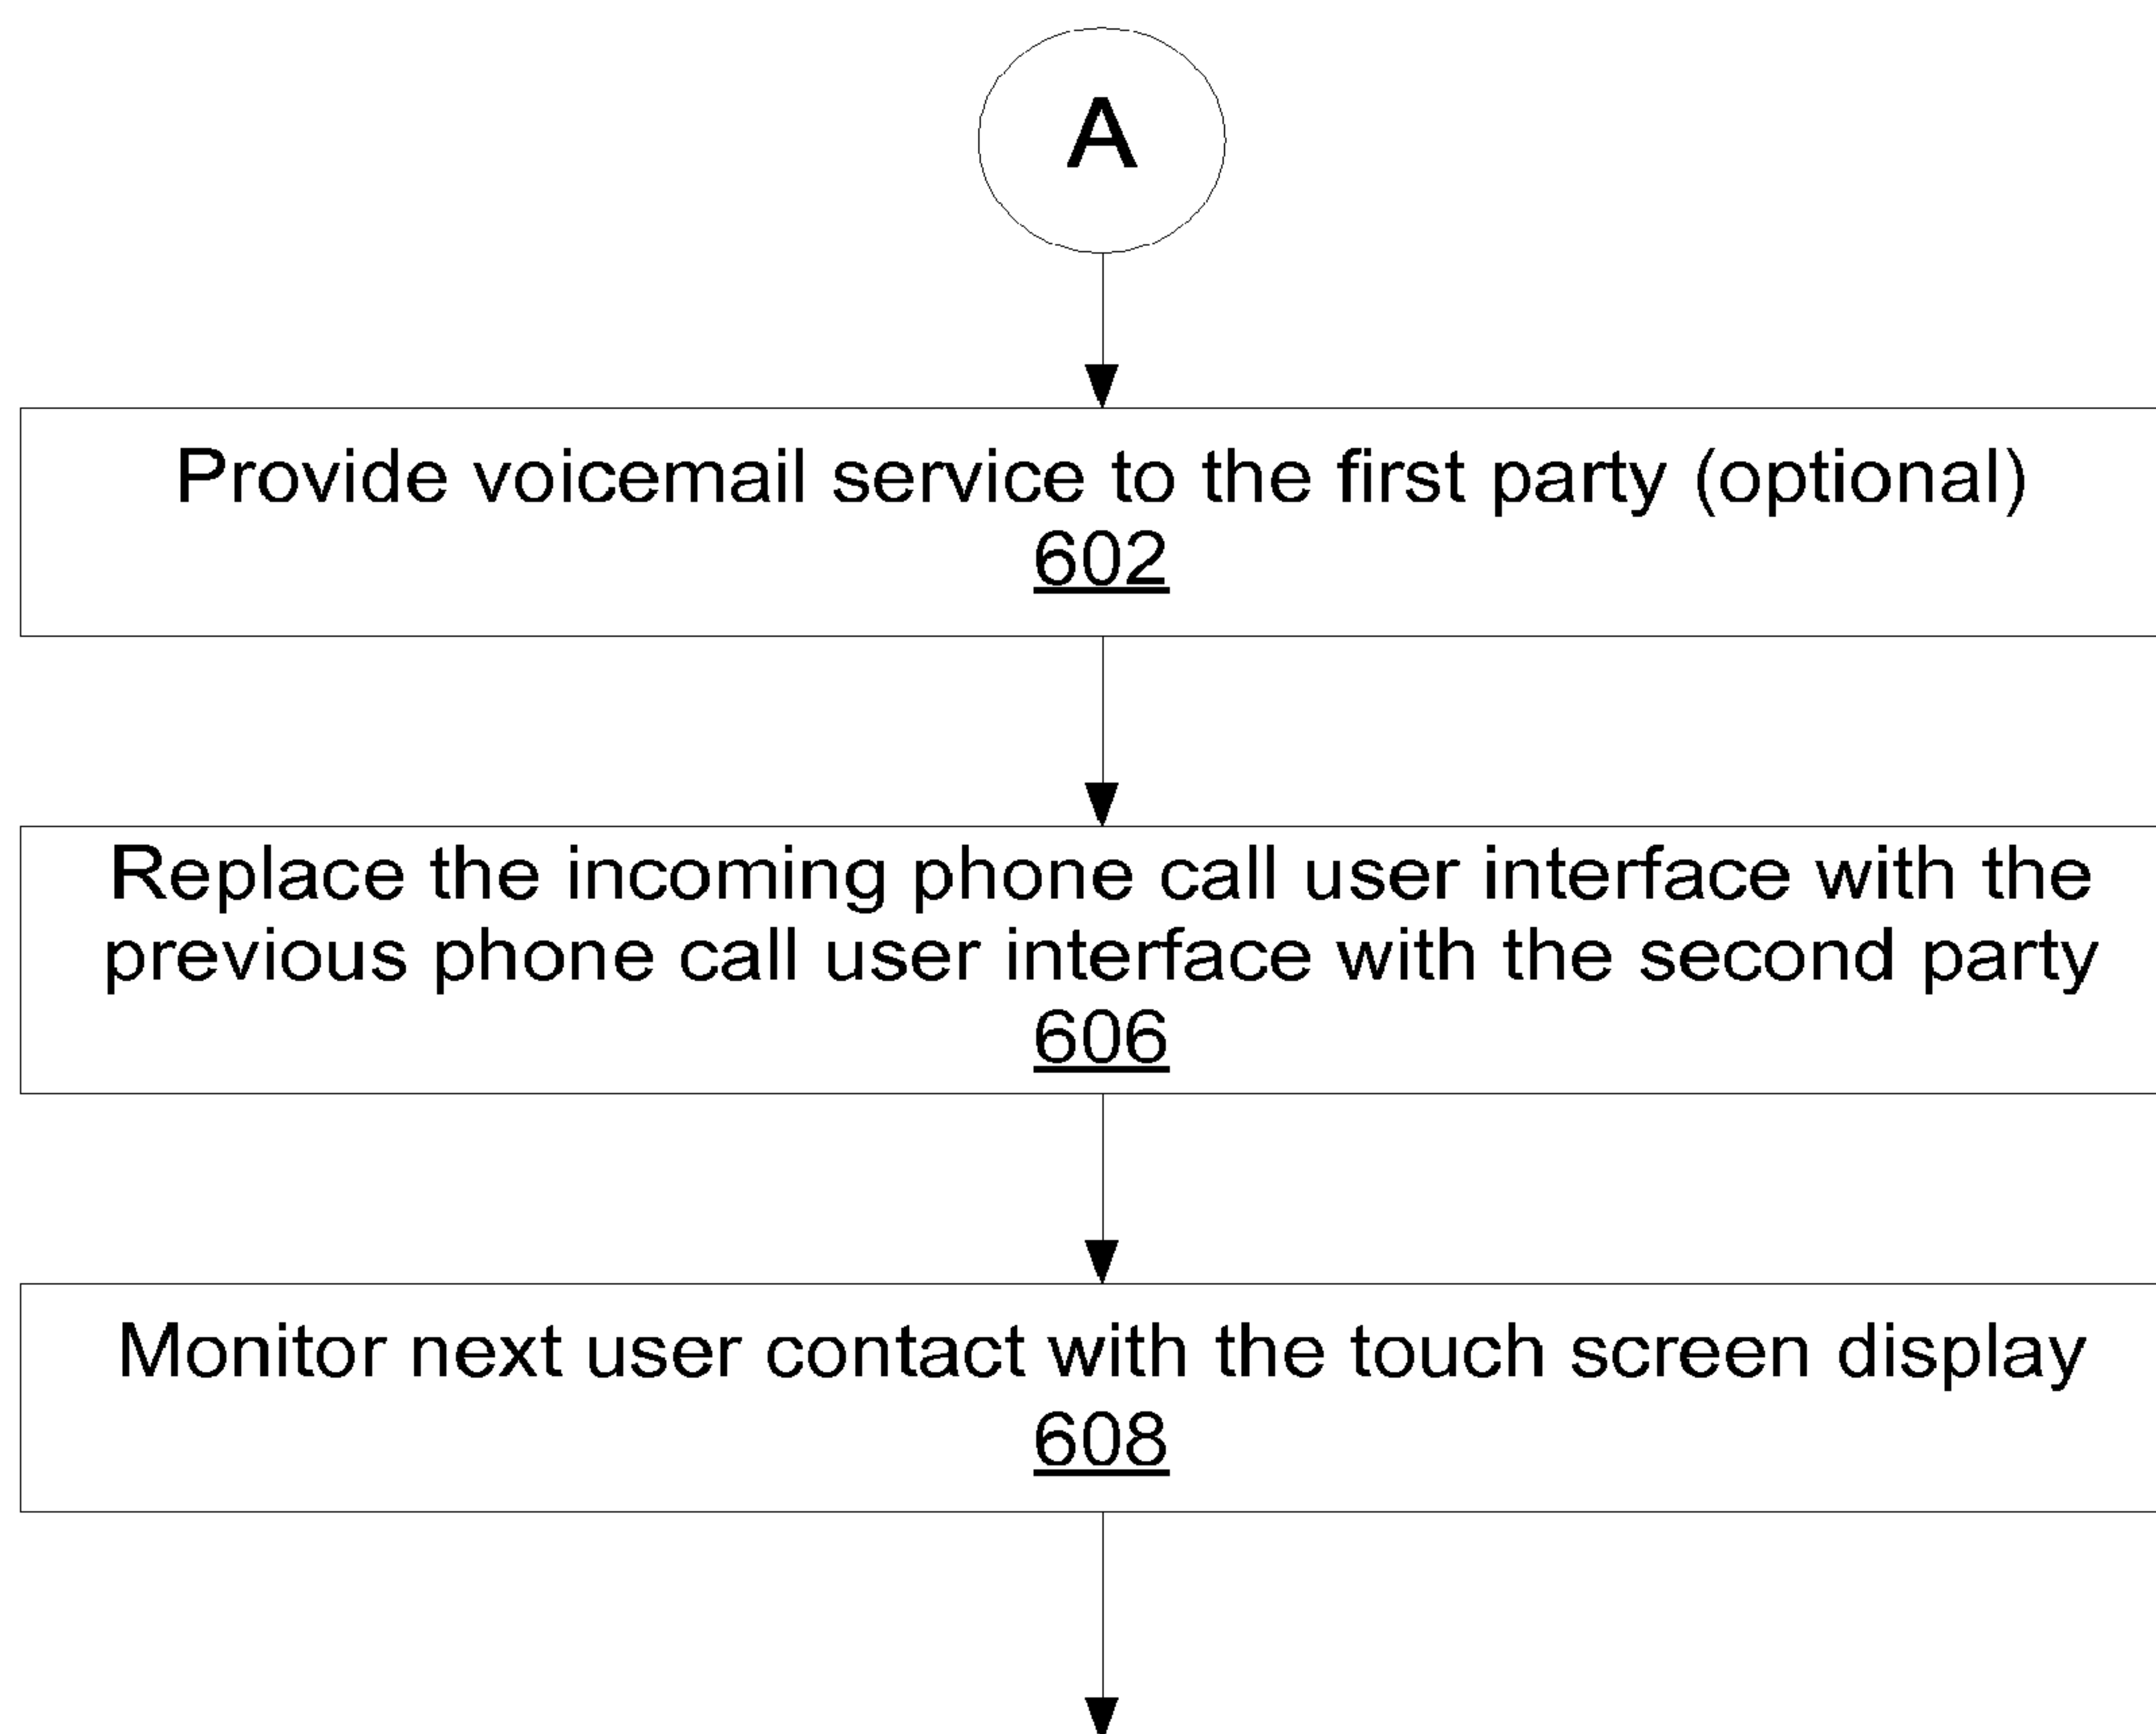 A
Provide voicemail service to the first party (optional)
602
Replace the incoming phone call user interface with the
previous phone call user interface with the second party
606
Monitor next user contact with the touch screen display
608